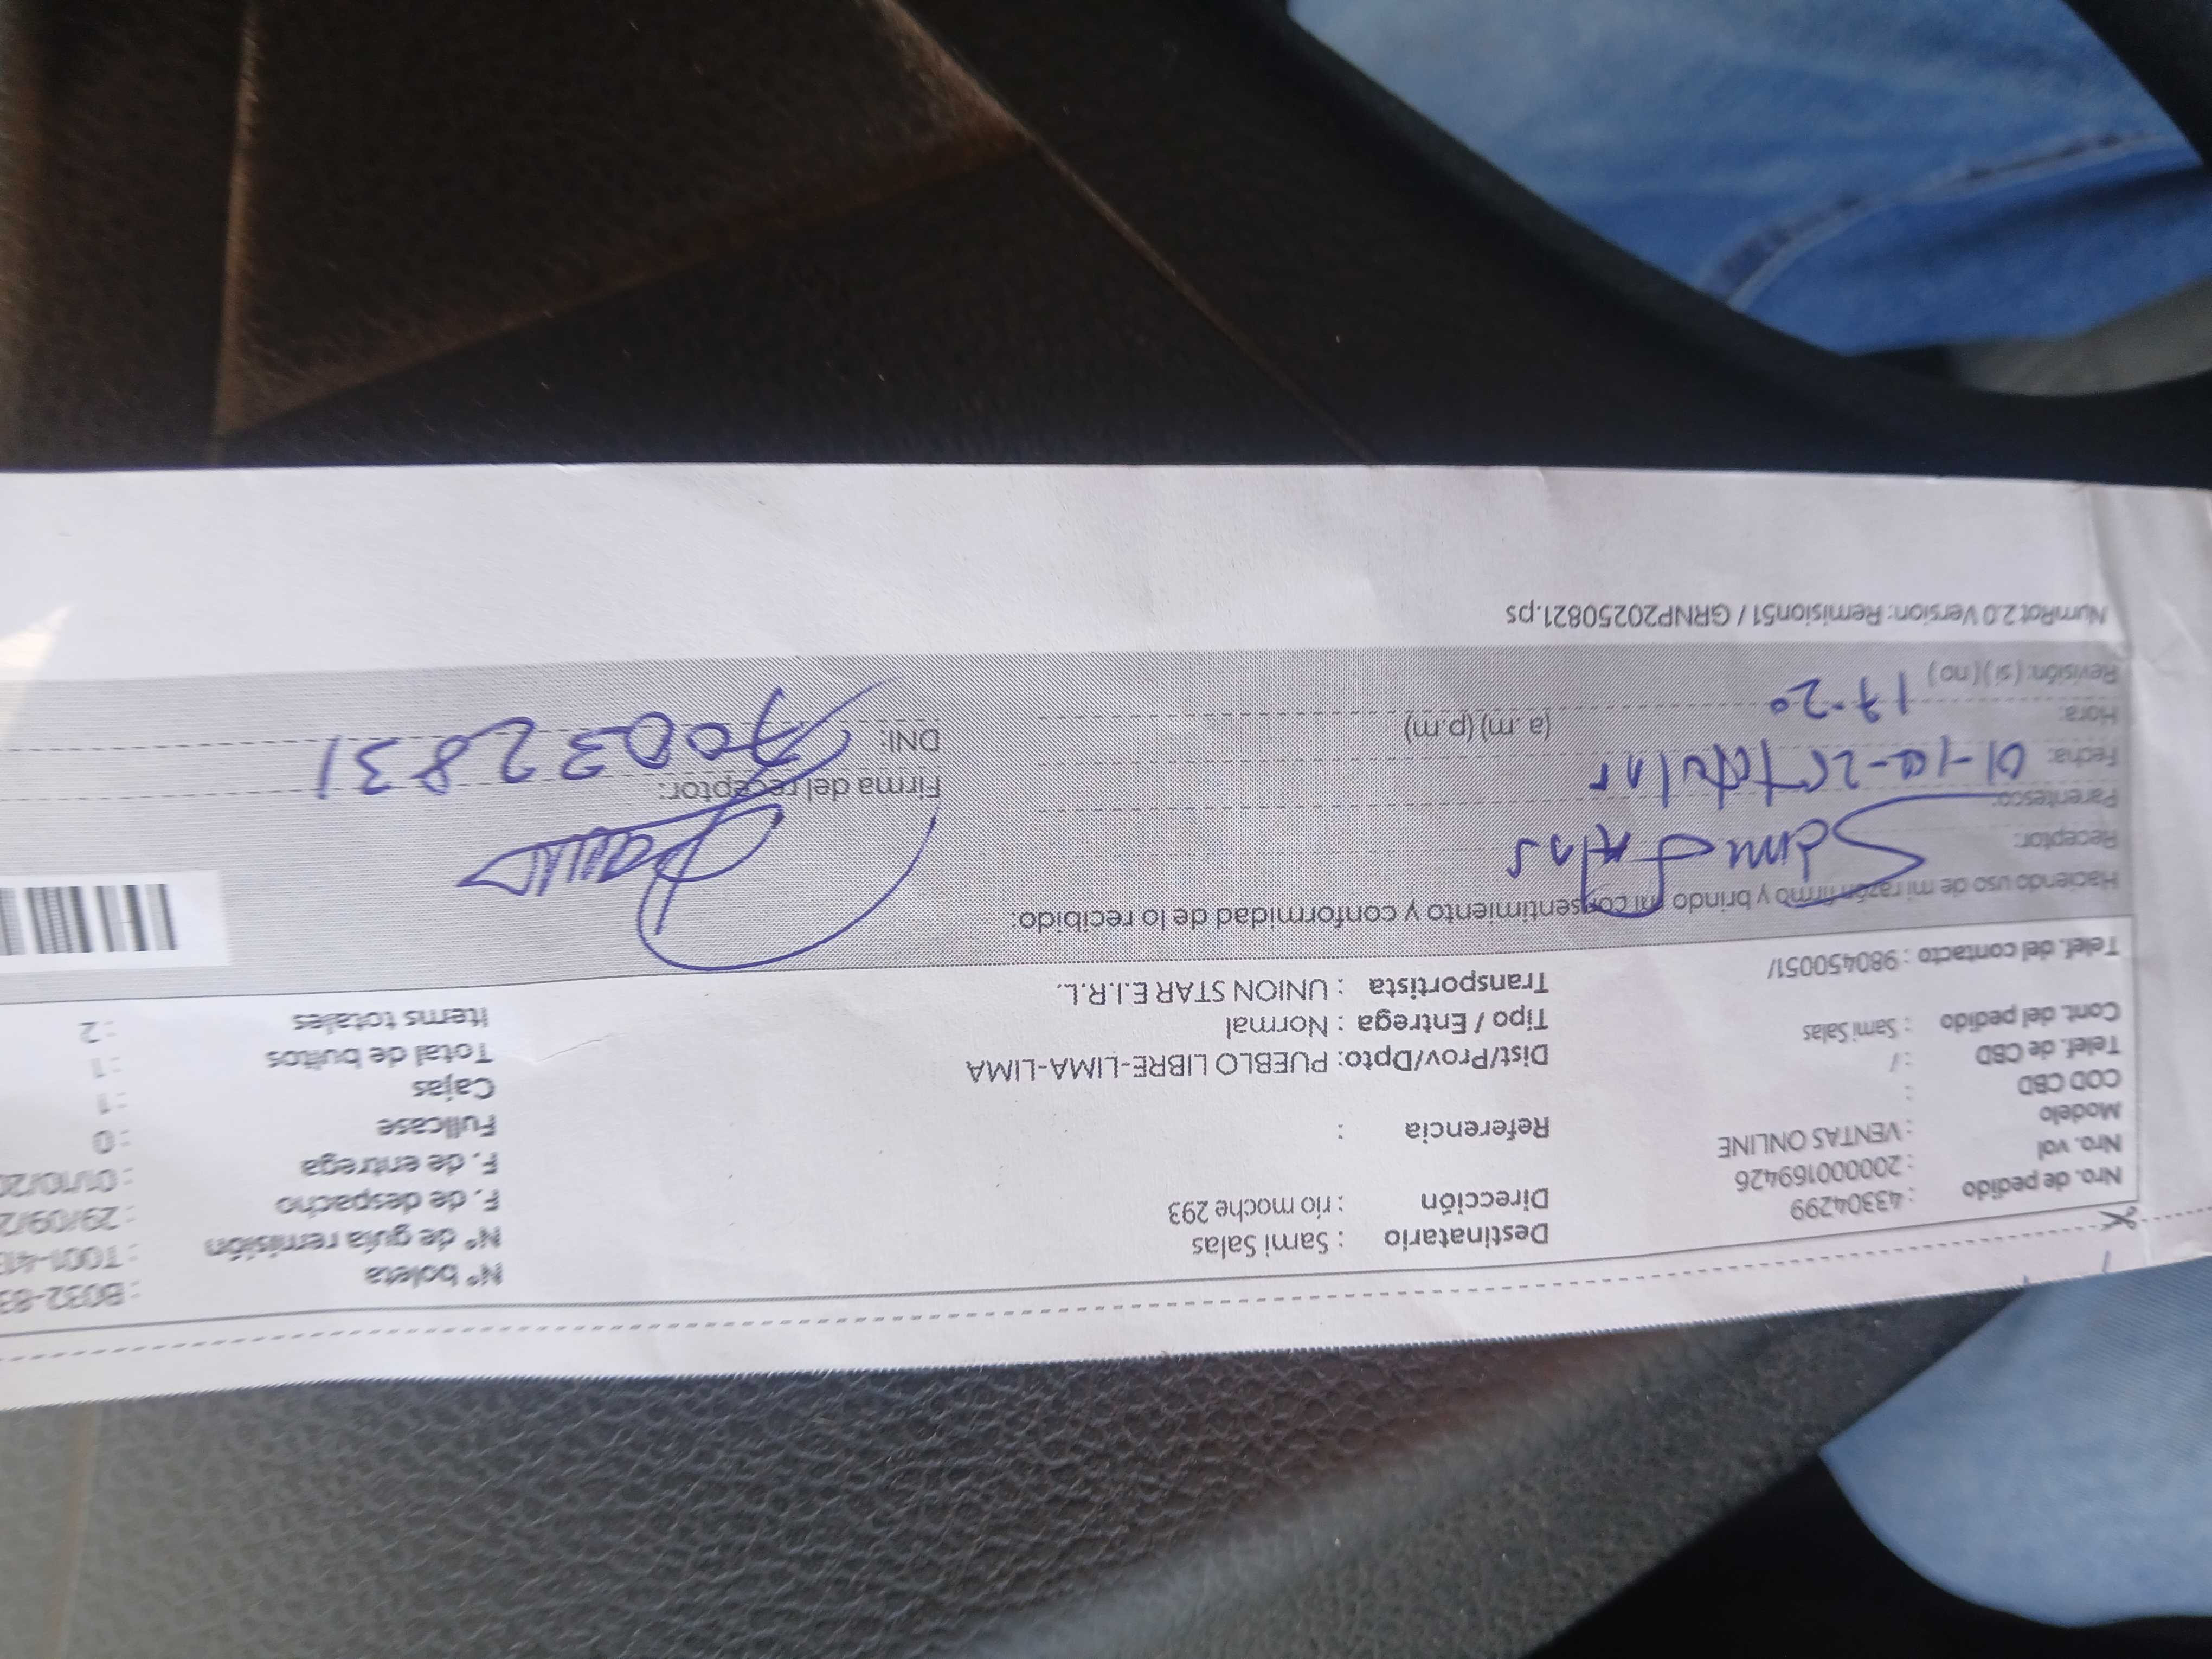 Nro. de pedido : 43304299
Nro. vol : 200000169426
Modelo : VENTAS ONLINE
COD CBD :
Telef. de CBD : /
Cont. del pedido : Sami Salas
Telef. del contacto : 980450051/
Destinatario : Sami Salas
Dirección : rio moche 293
Referencia :
Dist/Prov/Dpto: PUEBLO LIBRE-LIMA-LIMA
Tipo / Entrega : Normal
Transportista : UNION STAR E.I.R.L.
N° boleta : B032-83
N° de guía remisión : T001-41
F. de despacho : 29/09/2
F. de entrega : 01/10/20
Fullcase : 0
Cajas : 1
Total de bultos : 1
Items totales : 2
Haciendo uso de mi razón firmo y brindo mi consentimiento y conformidad de lo recibido:
Receptor: Sami Salas
Parentesco: Titular
Fecha: 01-10-25
Hora: 17-20 (a.m) (p.m)
Revisión: (si) (no)
Firma del receptor:
DNI: 70032831
NumRot 2.0 Version: Remision51 / GRNP20250821.ps